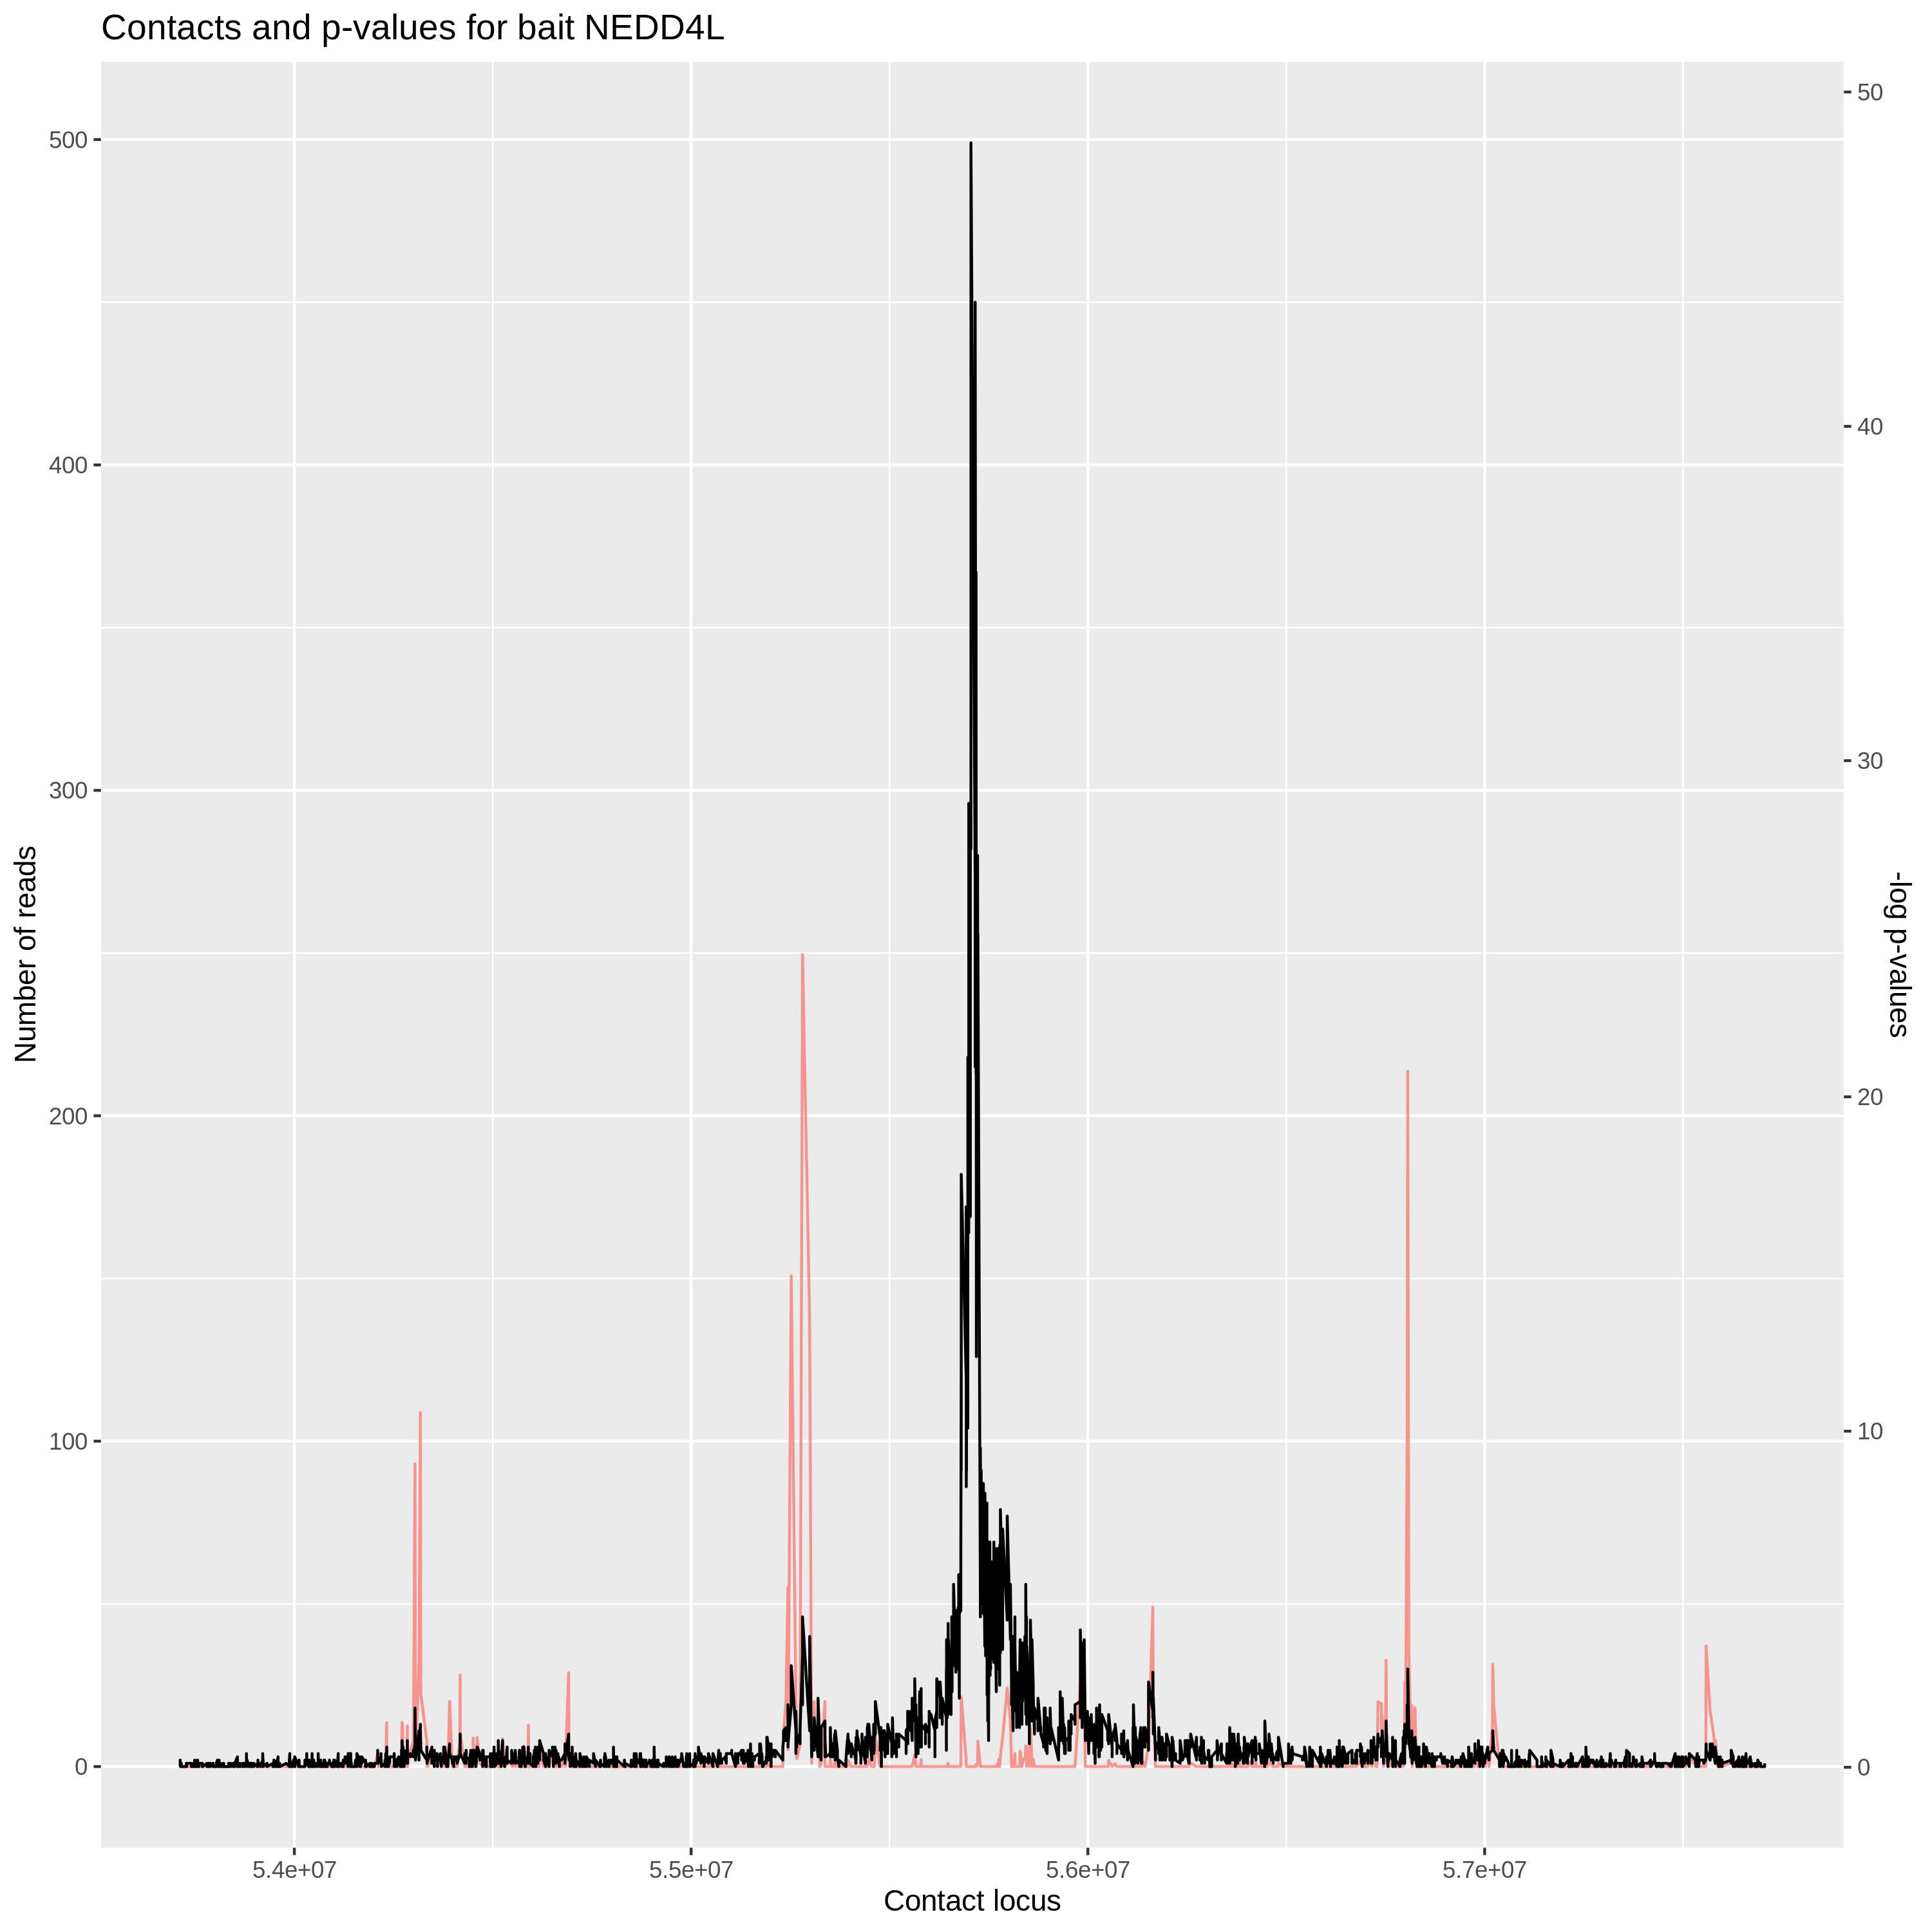 Contacts and p-values for bait NEDD4L
500
400
300
200
100
0
Number of reads
50
40
30
20
10
0
-log p-values
5.4e+07
5.5e+07
5.6e+07
5.7e+07
Contact locus